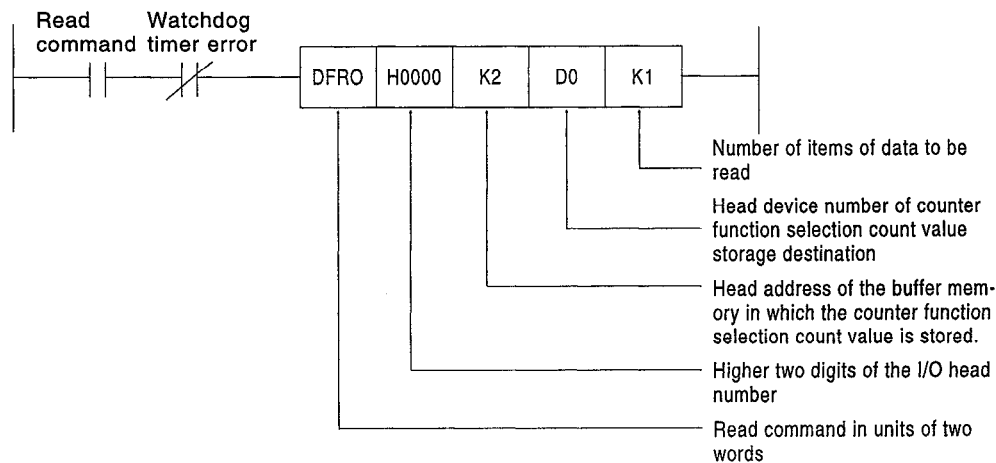 Read command
Watchdog timer error
DFRO H0000 K2 D0 K1
Number of items of data to be
read
Head device number of counter
function selection count value
storage destination
Head address of the buffer mem-
ory in which the counter function
selection count value is stored.
Higher two digits of the I/O head
number
Read command in units of two
words